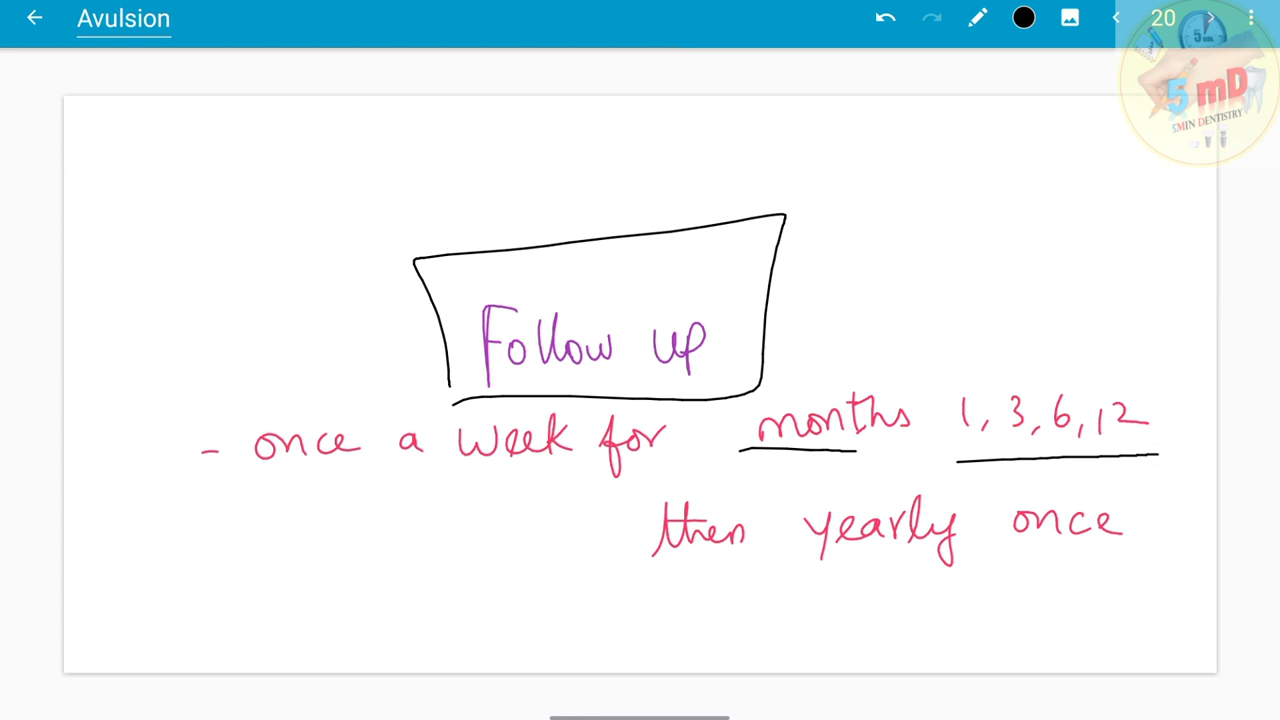 Avulsion
20
5
5 mD
5MIN DENTISTRY
Follow up
- once a week for months 1, 3, 6, 12
then yearly once